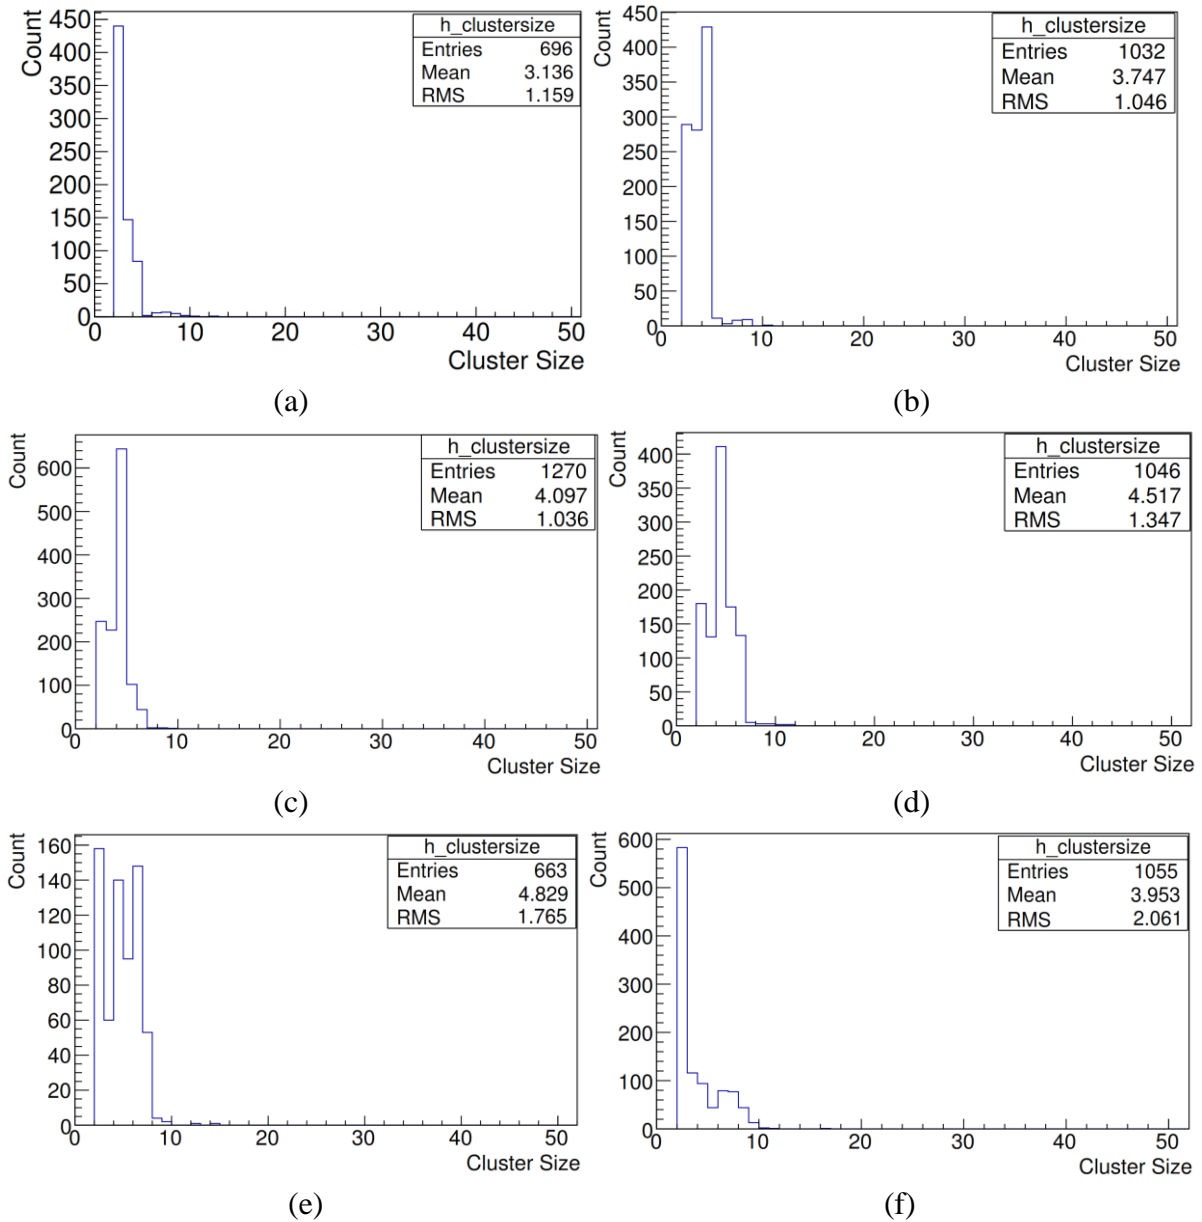 Count
450
400
350
300
250
200
150
100
50
0
0 10 20 30 40 50
Cluster Size
h_clustersize
Entries 696
Mean 3.136
RMS 1.159
(a)
Count
450
400
350
300
250
200
150
100
50
0
0 10 20 30 40 50
Cluster Size
h_clustersize
Entries 1032
Mean 3.747
RMS 1.046
(b)
Count
600
500
400
300
200
100
0
0 10 20 30 40 50
Cluster Size
h_clustersize
Entries 1270
Mean 4.097
RMS 1.036
(c)
Count
400
350
300
250
200
150
100
50
0
0 10 20 30 40 50
Cluster Size
h_clustersize
Entries 1046
Mean 4.517
RMS 1.347
(d)
Count
160
140
120
100
80
60
40
20
0
0 10 20 30 40 50
Cluster Size
h_clustersize
Entries 663
Mean 4.829
RMS 1.765
(e)
Count
600
500
400
300
200
100
0
0 10 20 30 40 50
Cluster Size
h_clustersize
Entries 1055
Mean 3.953
RMS 2.061
(f)